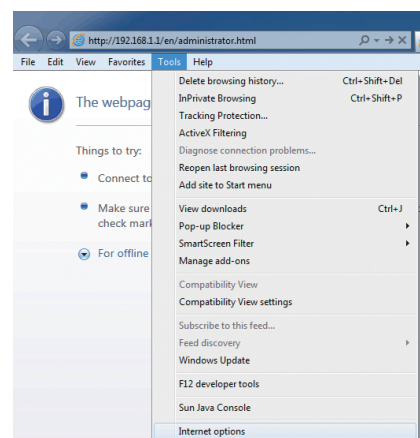 http://192.168.1.1/en/administrator.html
File Edit View Favorites Tools Help
The webpag
Things to try:
Connect to
Make sure
check mark
For offline
Delete browsing history... Ctrl+Shift+Del
InPrivate Browsing Ctrl+Shift+P
Tracking Protection...
ActiveX Filtering
Diagnose connection problems...
Reopen last browsing session
Add site to Start menu
View downloads Ctrl+J
Pop-up Blocker
SmartScreen Filter
Manage add-ons
Compatibility View
Compatibility View settings
Subscribe to this feed...
Feed discovery
Windows Update
F12 developer tools
Sun Java Console
Internet options